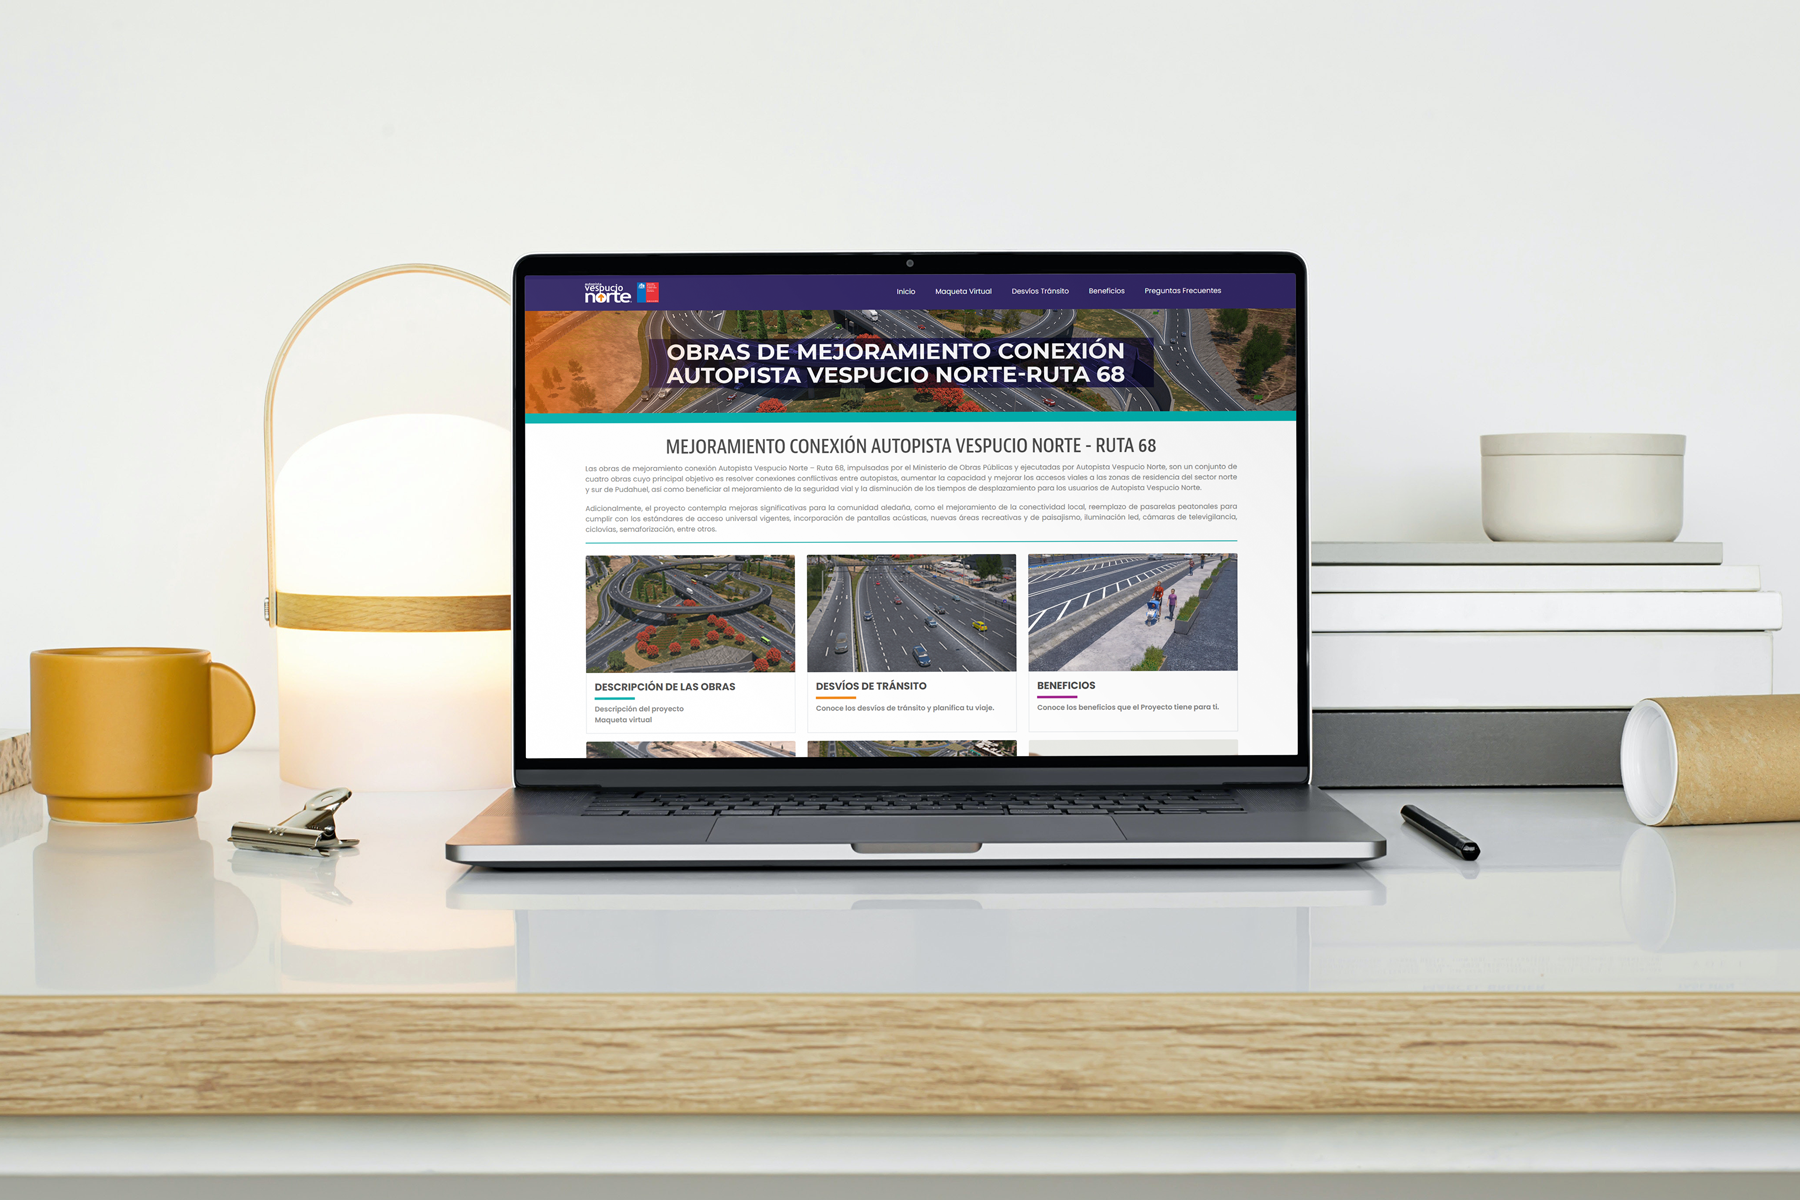 vespucio
norte
Inicio Maqueta Virtual Desvíos Tránsito Beneficios Preguntas Frecuentes
OBRAS DE MEJORAMIENTO CONEXIÓN
AUTOPISTA VESPUCIO NORTE-RUTA 68
MEJORAMIENTO CONEXIÓN AUTOPISTA VESPUCIO NORTE - RUTA 68
Las obras de mejoramiento conexión Autopista Vespucio Norte – Ruta 68, impulsadas por el Ministerio de Obras Públicas y ejecutadas por Autopista Vespucio Norte, son un conjunto de
cuatro obras cuyo principal objetivo es resolver conexiones conflictivas entre autopistas, aumentar la capacidad y mejorar los accesos viales a las zonas de residencia del sector norte
y sur de Pudahuel, así como beneficiar al mejoramiento de la seguridad vial y la disminución de los tiempos de desplazamiento para los usuarios de Autopista Vespucio Norte.
Adicionalmente, el proyecto contempla mejoras significativas para la comunidad aledaña, como el mejoramiento de la conectividad local, reemplazo de pasarelas peatonales para
cumplir con los estándares de acceso universal vigentes, incorporación de pantallas acústicas, nuevas áreas recreativas y de paisajismo, iluminación led, cámaras de televigilancia,
ciclovías, semaforización, entre otros.
DESCRIPCIÓN DE LAS OBRAS
Descripción del proyecto
Maqueta virtual
DESVÍOS DE TRÁNSITO
Conoce los desvíos de tránsito y planifica tu viaje.
BENEFICIOS
Conoce los beneficios que el Proyecto tiene para ti.